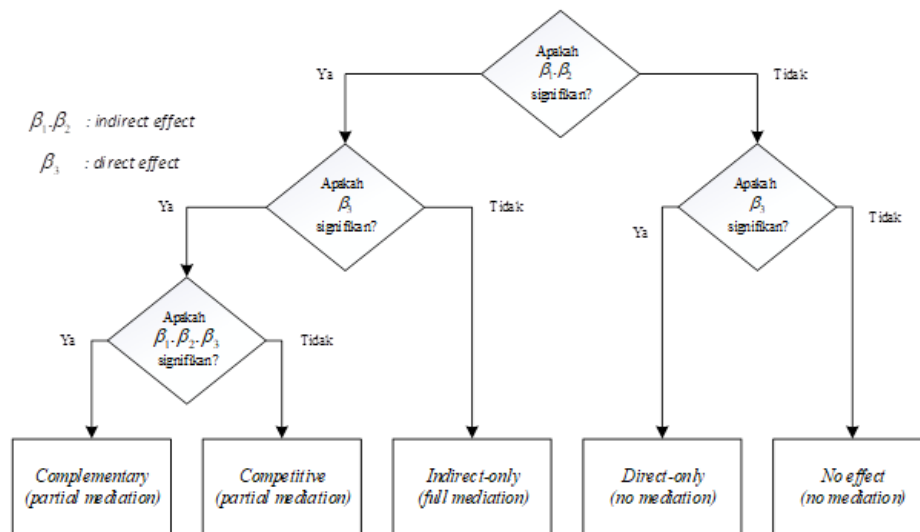 Apakah
β₁.β₂
signifikan?
Ya
Tidak
β₁.β₂ : indirect effect
β₃ : direct effect
Apakah
β₃
signifikan?
Ya
Tidak
Apakah
β₃
signifikan?
Ya
Tidak
Apakah
β₁.β₂.β₃
signifikan?
Ya
Tidak
Complementary
(partial mediation)
Competitive
(partial mediation)
Indirect-only
(full mediation)
Direct-only
(no mediation)
No effect
(no mediation)